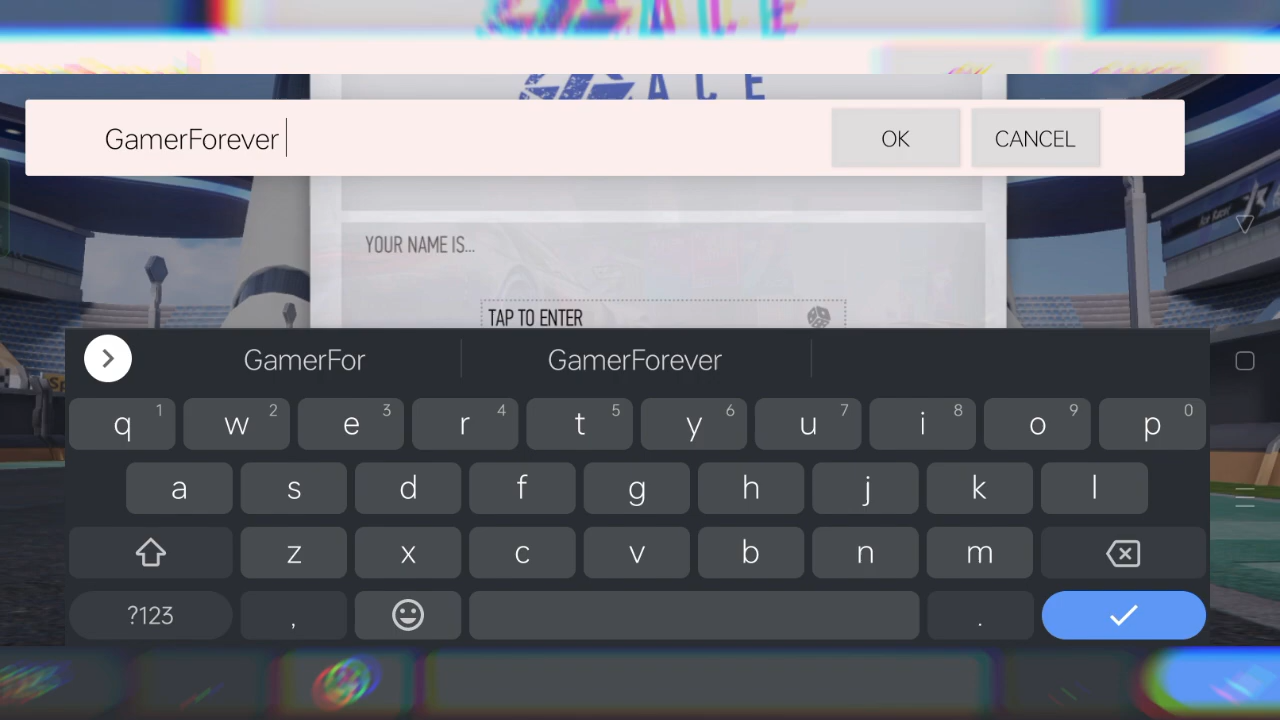 ACE
GamerForever
OK
CANCEL
YOUR NAME IS...
TAP TO ENTER
GamerFor
GamerForever
q 1 w 2 e 3 r 4 t 5 y 6 u 7 i 8 o 9 p 0
a s d f g h j k l
z x c v b n m
?123 , .